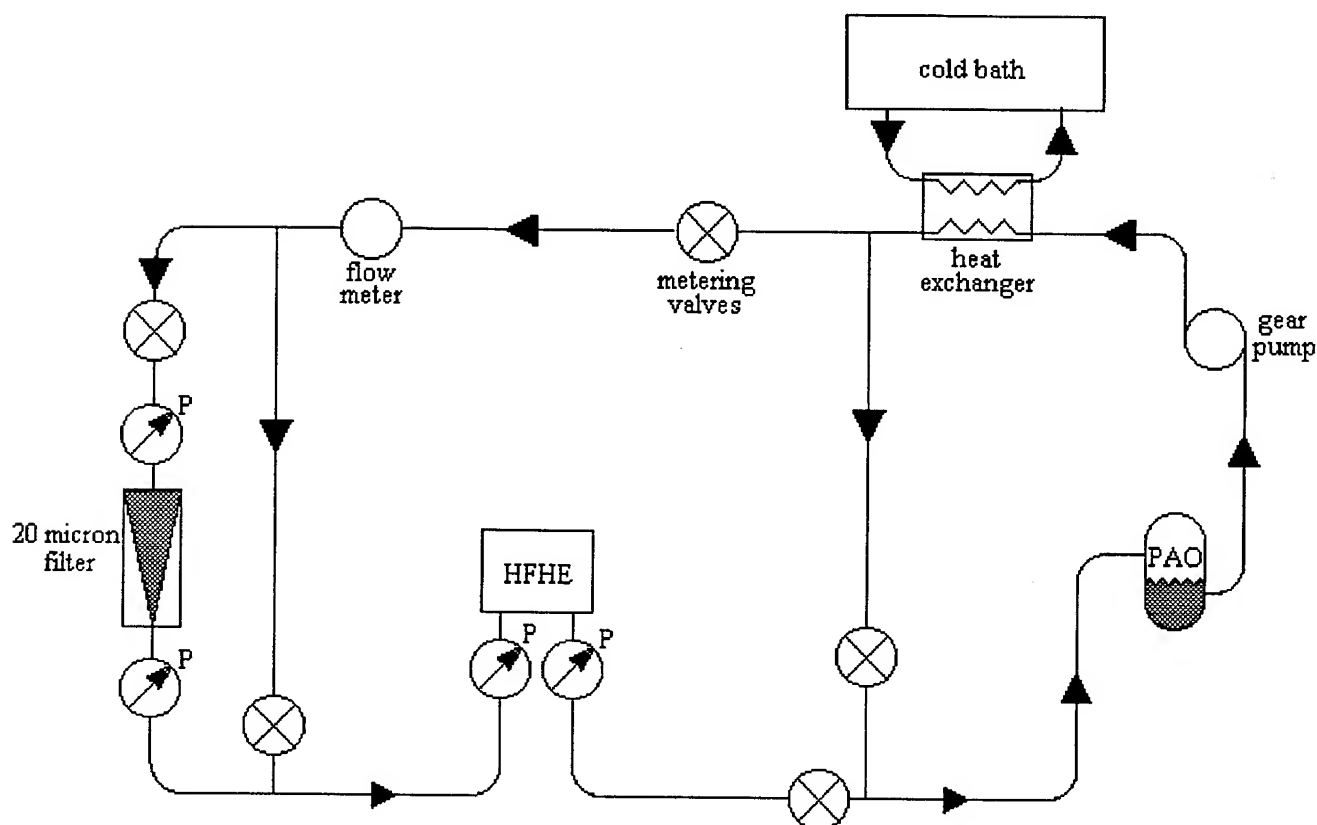 cold bath
heat
exchanger
flow
meter
metering
valves
gear
pump
P
20 micron
filter
HFHE
PAO
P
P
P